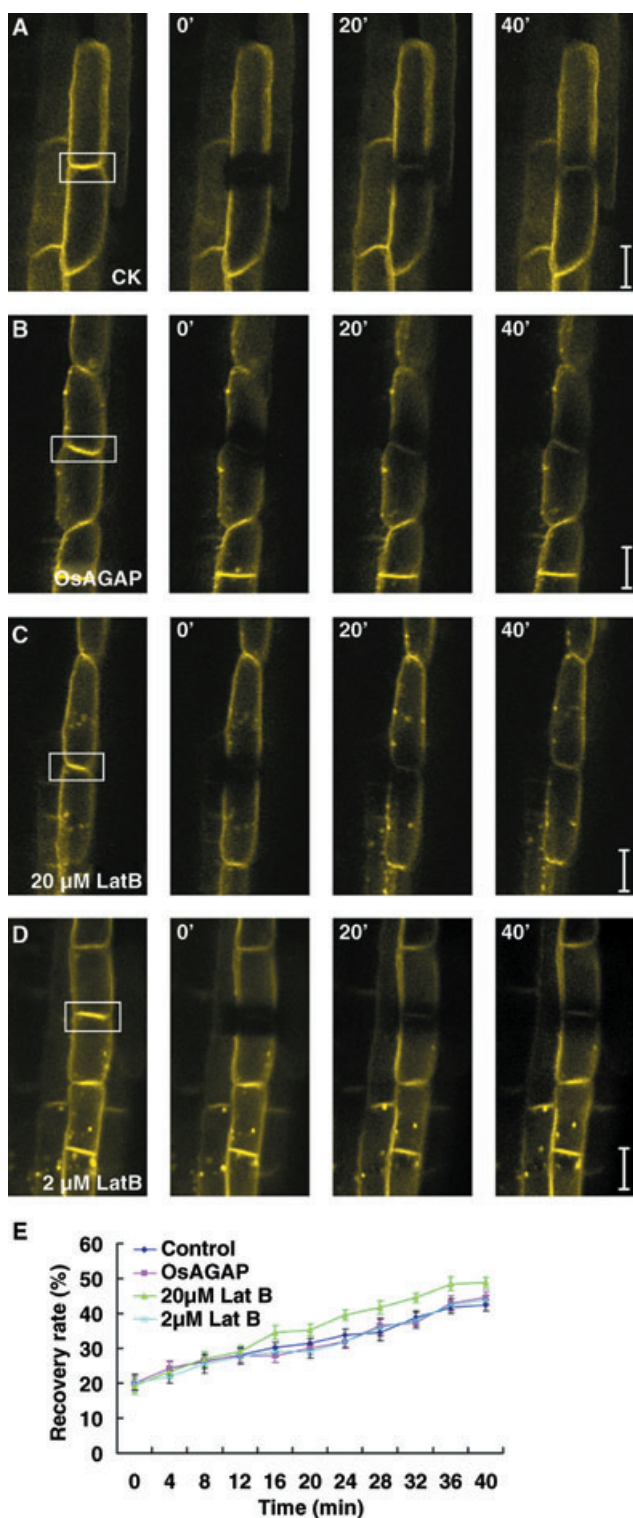 A 0’ 20’ 40’
CK
B 0’ 20’ 40’
OsAGAP
C 0’ 20’ 40’
20 µM LatB
D 0’ 20’ 40’
2 µM LatB
E
60
50
40
30
20
10
0
Recovery rate (%)
Control
OsAGAP
20µM Lat B
2µM Lat B
0 4 8 12 16 20 24 28 32 36 40
Time (min)